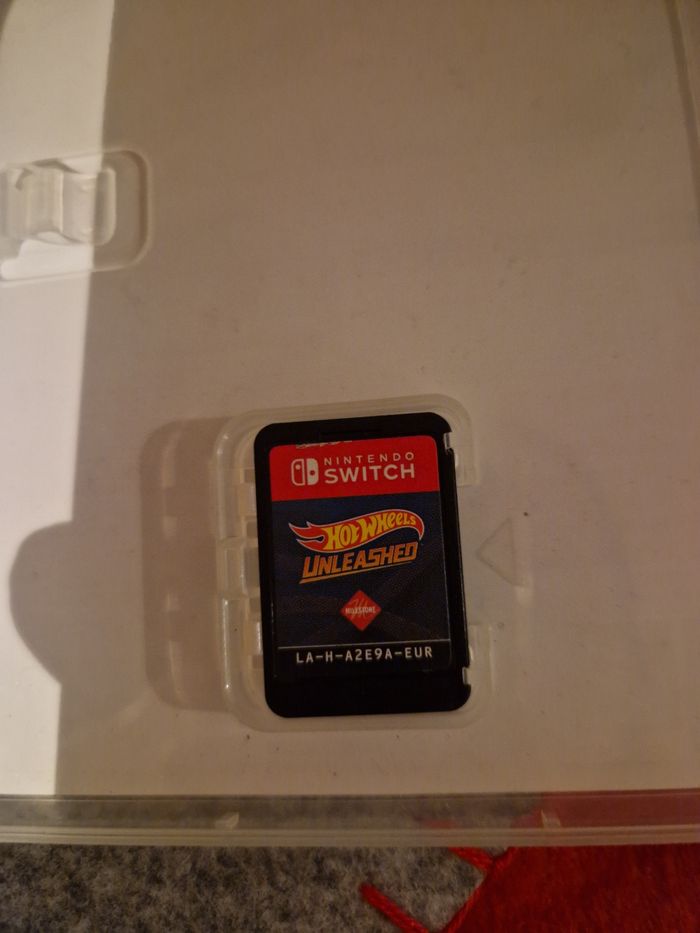 NINTENDO
SWITCH
HOT WHEELS
UNLEASHED
MILESTONE
LA-H-A2E9A-EUR